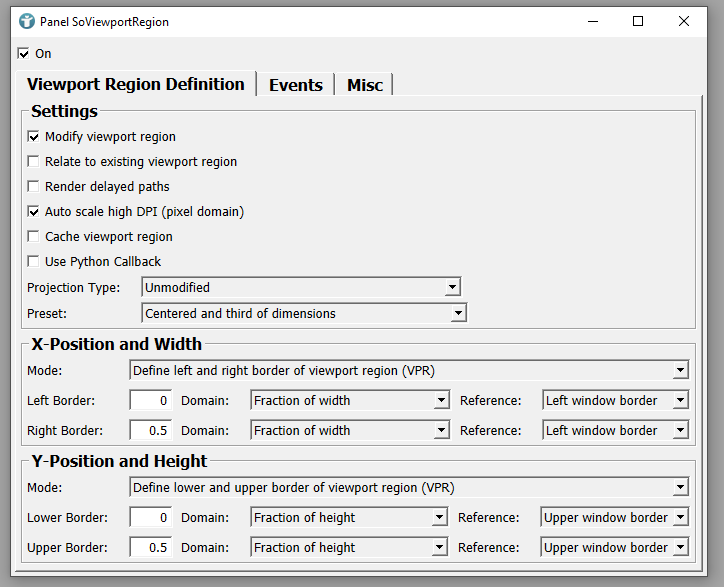 Panel SoViewportRegion
On
Viewport Region Definition Events Misc
Settings
Modify viewport region
Relate to existing viewport region
Render delayed paths
Auto scale high DPI (pixel domain)
Cache viewport region
Use Python Callback
Projection Type: Unmodified
Preset: Centered and third of dimensions
X-Position and Width
Mode: Define left and right border of viewport region (VPR)
Left Border: 0 Domain: Fraction of width Reference: Left window border
Right Border: 0.5 Domain: Fraction of width Reference: Left window border
Y-Position and Height
Mode: Define lower and upper border of viewport region (VPR)
Lower Border: 0 Domain: Fraction of height Reference: Upper window border
Upper Border: 0.5 Domain: Fraction of height Reference: Upper window border